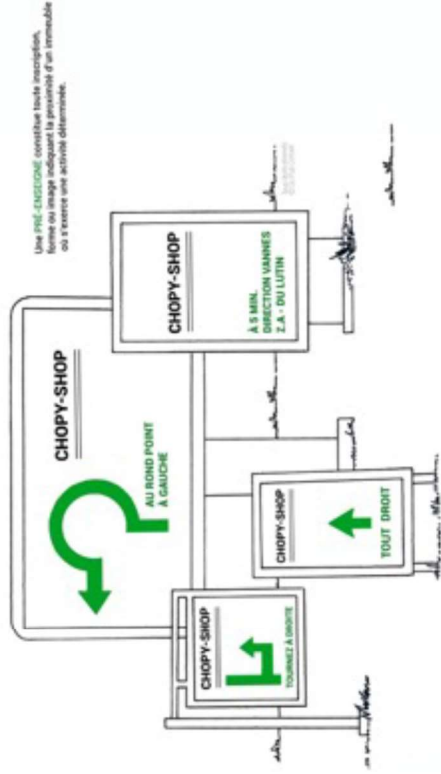 Une PRÉ-ENSEIGNE constitue toute inscription,
forme ou image indiquant la proximité d'un immeuble
où s'exerce une activité déterminée.
CHOPY-SHOP
AU ROND POINT
À GAUCHE
CHOPY-SHOP
À 5 MIN.
DIRECTION VANNES
Z.A - DU LUTIN
CHOPY-SHOP
TOURNEZ À DROITE
CHOPY-SHOP
TOUT DROIT